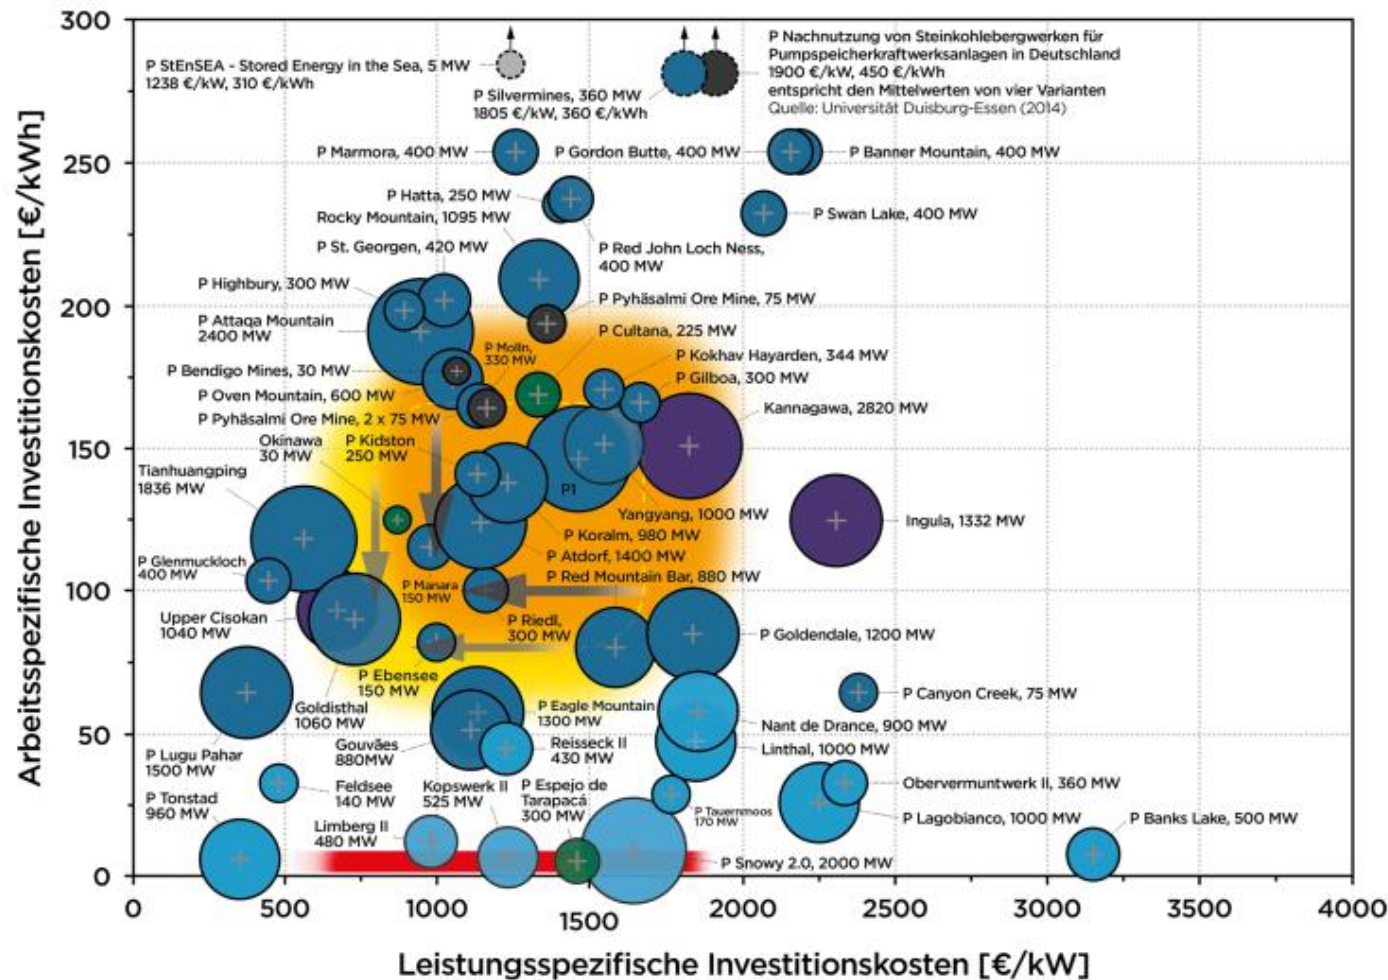 300
P StEnSEA - Stored Energy in the Sea, 5 MW
1238 €/kW, 310 €/kWh
P Silvermines, 360 MW
1805 €/kW, 360 €/kWh
P Nachnutzung von Steinkohlebergwerken für
Pumpspeicherkraftwerksanlagen in Deutschland
1900 €/kW, 450 €/kWh
entspricht den Mittelwerten von vier Varianten
Quelle: Universität Duisburg-Essen (2014)
250
P Marmora, 400 MW
P Gordon Butte, 400 MW
P Banner Mountain, 400 MW
P Hatta, 250 MW
P Swan Lake, 400 MW
Rocky Mountain, 1095 MW
P St. Georgen, 420 MW
P Red John Loch Ness,
400 MW
P Highbury, 300 MW
200
P Pyhäsalmi Ore Mine, 75 MW
P Attaqa Mountain
2400 MW
P Cultana, 225 MW
P Molln,
330 MW
P Kokhav Hayarden, 344 MW
P Bendigo Mines, 30 MW
P Gilboa, 300 MW
P Oven Mountain, 600 MW
Kannagawa, 2820 MW
P Pyhäsalmi Ore Mine, 2 x 75 MW
150
Okinawa
30 MW
P Kidston
250 MW
Tianhuangping
1836 MW
P1
Yangyang, 1000 MW
Ingula, 1332 MW
P Koralm, 980 MW
P Atdorf, 1400 MW
P Glenmuckloch
400 MW
P Red Mountain Bar, 880 MW
100
P Manara
150 MW
Upper Cisokan
1040 MW
P Riedl,
300 MW
P Goldendale, 1200 MW
P Ebensee
150 MW
P Canyon Creek, 75 MW
Goldisthal
1060 MW
P Eagle Mountain
1300 MW
Nant de Drance, 900 MW
50
P Lugu Pahar
1500 MW
Gouvães
880MW
Reisseck II
430 MW
Linthal, 1000 MW
Feldsee
140 MW
Kopswerk II
525 MW
P Espejo de
Tarapacá
300 MW
Obervermuntwerk II, 360 MW
P Tonstad
960 MW
P Tauernmoos
170 MW
P Lagobianco, 1000 MW
P Banks Lake, 500 MW
Limberg II
480 MW
P Snowy 2.0, 2000 MW
0
0 500 1000 1500 2000 2500 3000 3500 4000
Leistungsspezifische Investitionskosten [€/kW]
Arbeitsspezifische Investitionskosten [€/kWh]